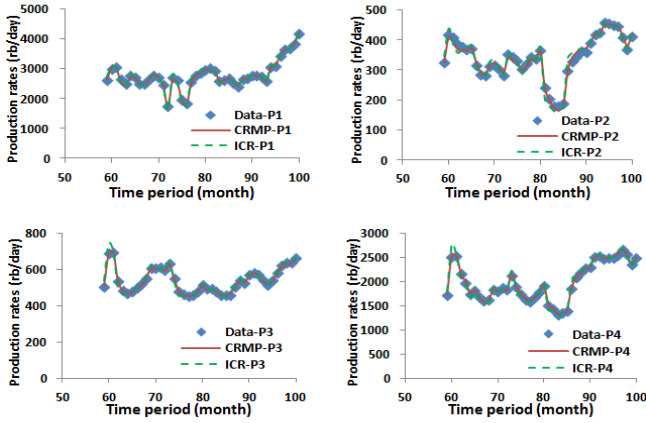 Production rates (rb/day)
5000
4000
3000
2000
1000
0
50 60 70 80 90 100
Time period (month)
Data-P1
CRMP-P1
ICR-P1
Production rates (rb/day)
500
400
300
200
100
0
50 60 70 80 90 100
Time period (month)
Data-P2
CRMP-P2
ICR-P2
Production rates (rb/day)
800
600
400
200
0
50 60 70 80 90 100
Time period (month)
Data-P3
CRMP-P3
ICR-P3
Production rates (rb/day)
3000
2500
2000
1500
1000
500
0
50 60 70 80 90 100
Time period (month)
Data-P4
CRMP-P4
ICR-P4